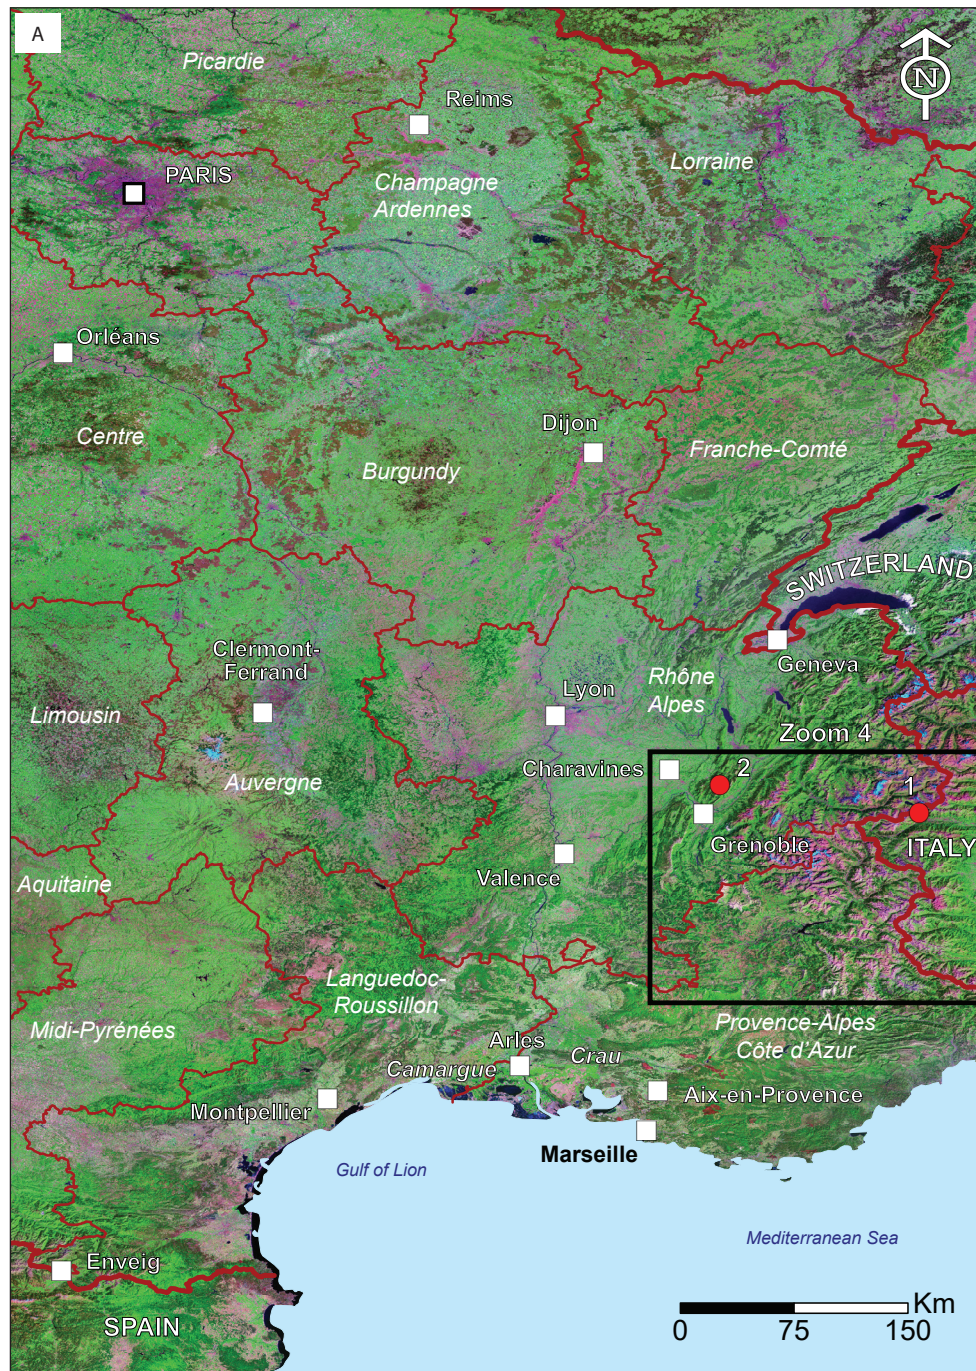 A
N
Picardie
Reims
PARIS
Lorraine
Champagne
Ardennes
Orléans
Centre
Dijon
Burgundy
Franche-Comté
SWITZERLAND
Clermont-
Ferrand
Geneva
Rhône
Alpes
Lyon
Limousin
Zoom 4
Auvergne
Charavines
2
1
Grenoble
ITALY
Valence
Aquitaine
Languedoc-
Roussillon
Midi-Pyrénées
Provence-Alpes
Côte d'Azur
Arles
Crau
Camargue
Aix-en-Provence
Montpellier
Marseille
Gulf of Lion
Mediterranean Sea
Enveig
SPAIN
Km
0 75 150